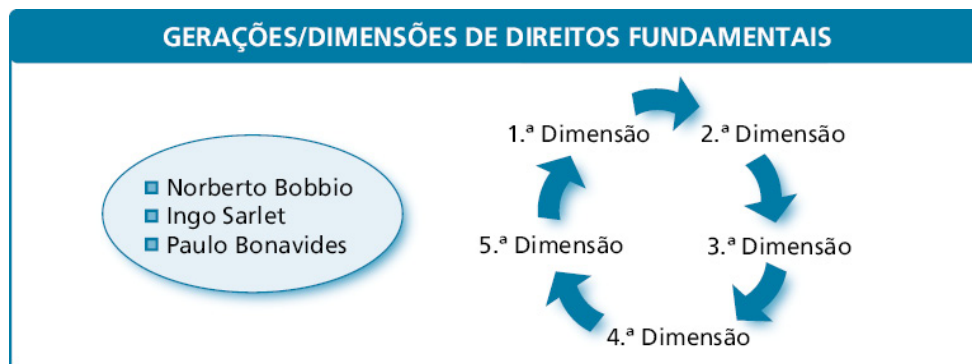 GERAÇÕES/DIMENSÕES DE DIREITOS FUNDAMENTAIS
Norberto Bobbio
Ingo Sarlet
Paulo Bonavides
1.ª Dimensão
2.ª Dimensão
3.ª Dimensão
4.ª Dimensão
5.ª Dimensão